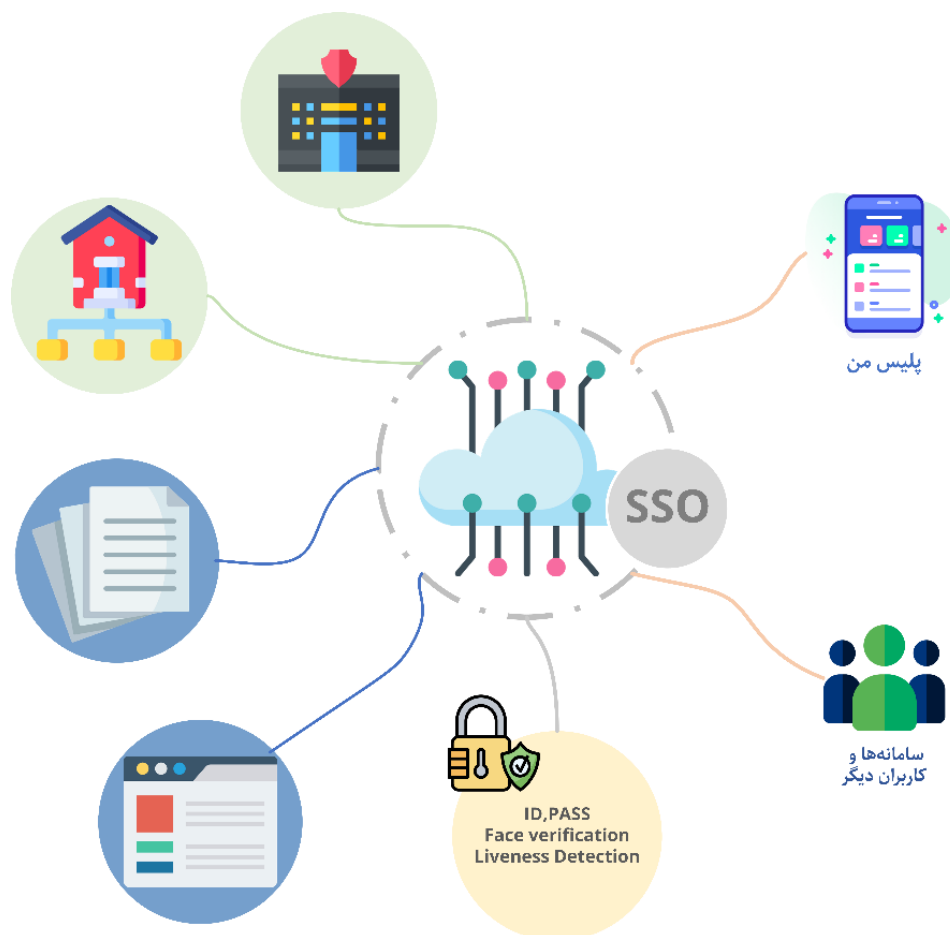 پلیس من
SSO
سامانه‌ها و
کاربران دیگر
ID,PASS
Face verification
Liveness Detection